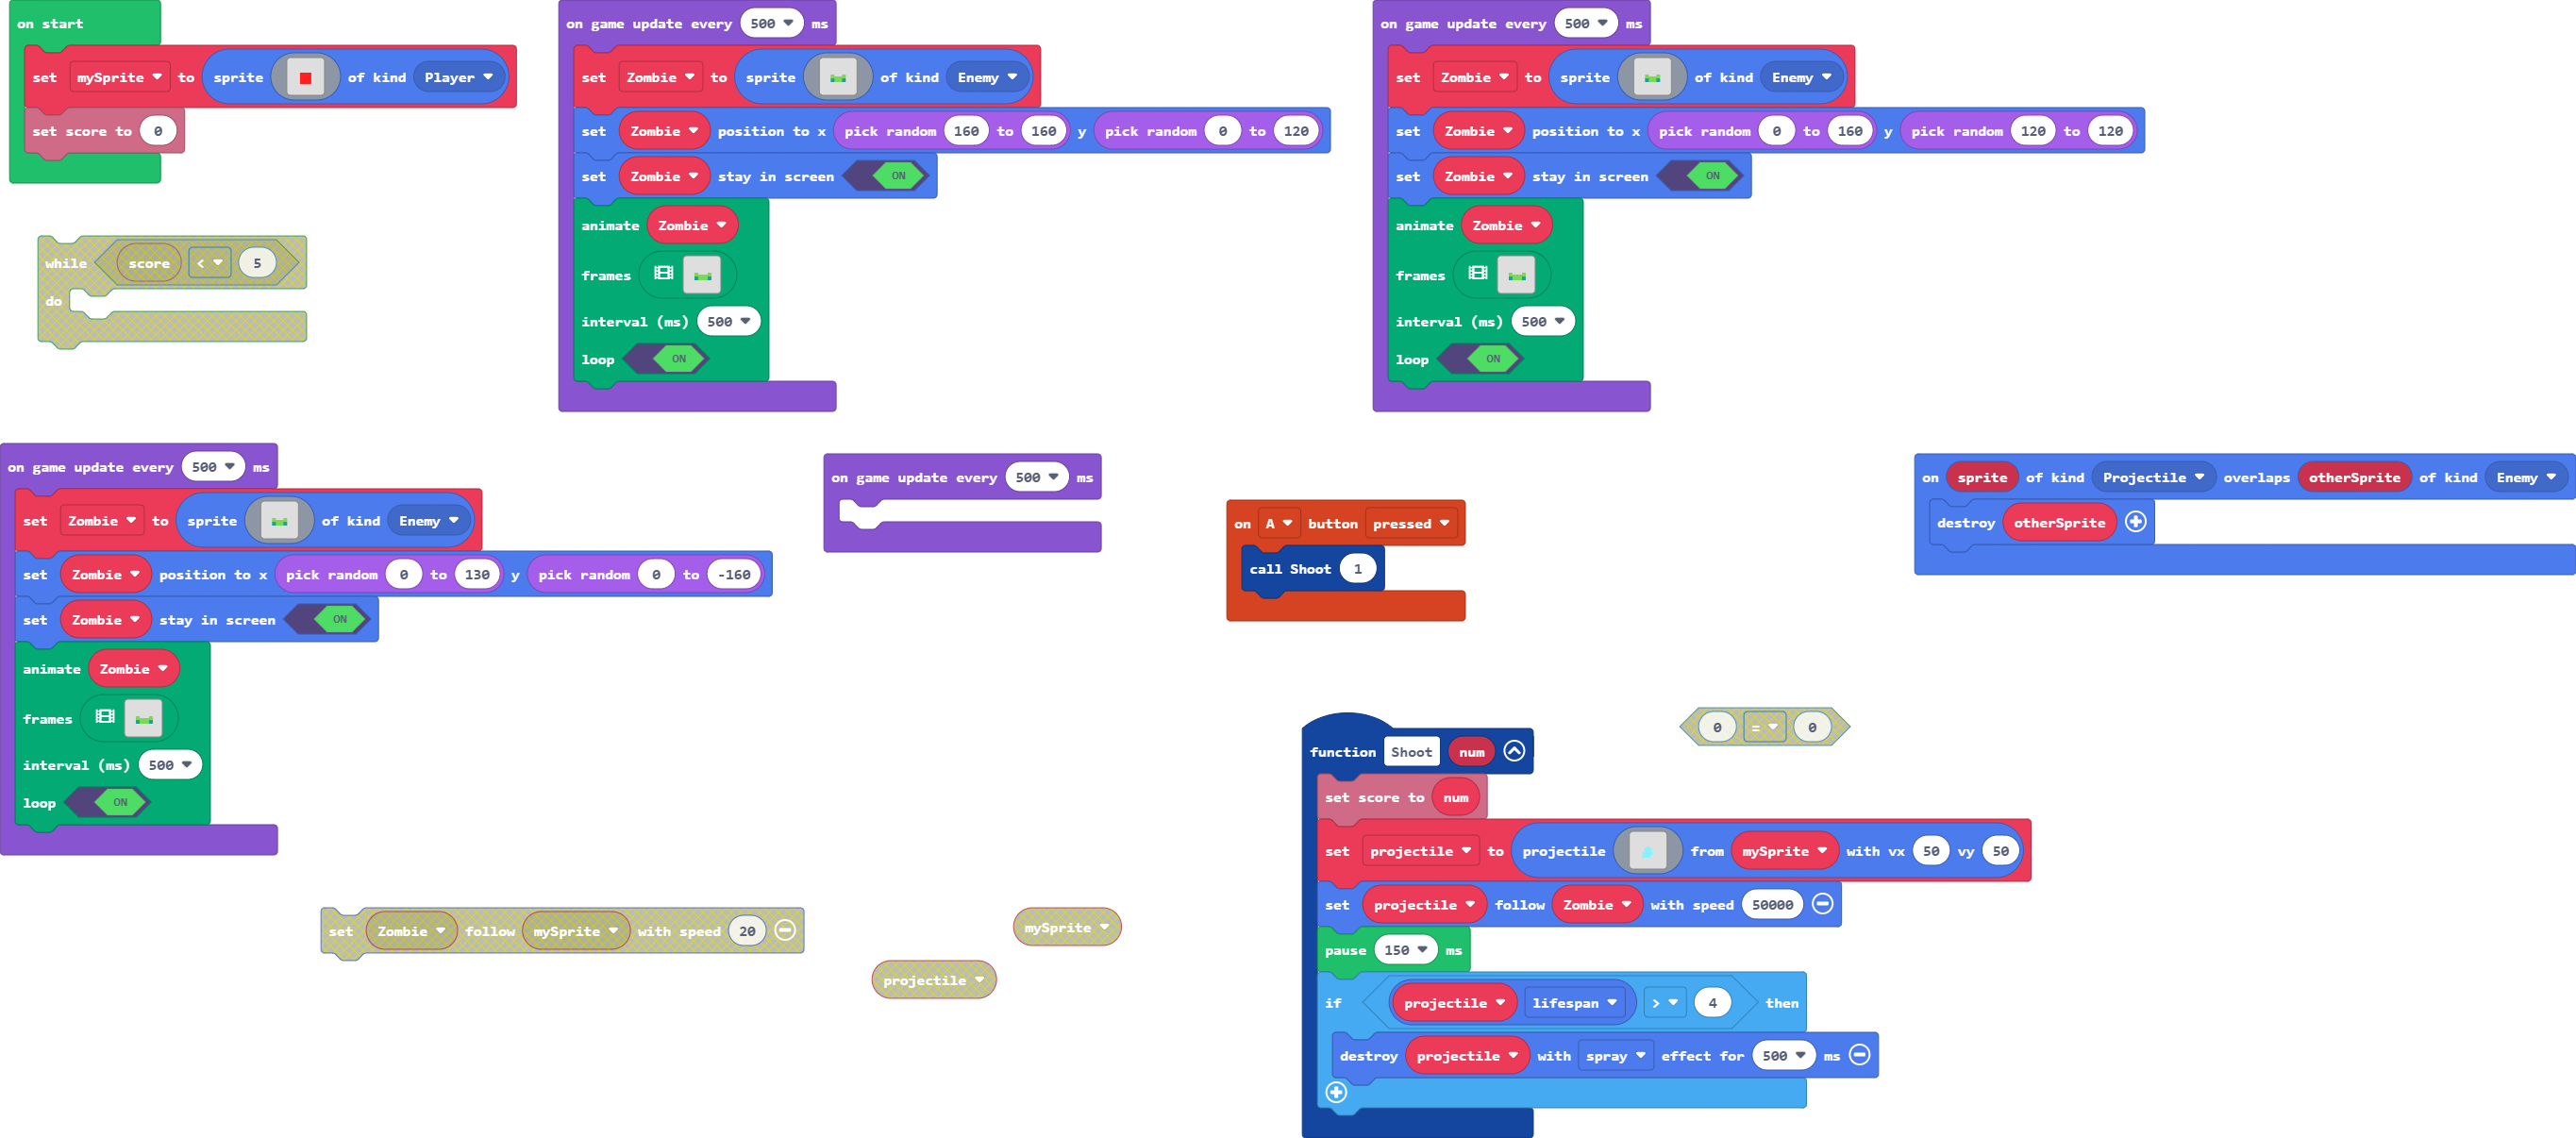 on start
set mySprite to sprite of kind Player
set score to 0
while score < 5
do
on game update every 500 ms
set Zombie to sprite of kind Enemy
set Zombie position to x pick random 160 to 160 y pick random 0 to 120
set Zombie stay in screen ON
animate Zombie
frames
interval (ms) 500
loop ON
on game update every 500 ms
set Zombie to sprite of kind Enemy
set Zombie position to x pick random 0 to 160 y pick random 120 to 120
set Zombie stay in screen ON
animate Zombie
frames
interval (ms) 500
loop ON
on game update every 500 ms
set Zombie to sprite of kind Enemy
set Zombie position to x pick random 0 to 130 y pick random 0 to -160
set Zombie stay in screen ON
animate Zombie
frames
interval (ms) 500
loop ON
on game update every 500 ms
on A button pressed
call Shoot 1
on sprite of kind Projectile overlaps otherSprite of kind Enemy
destroy otherSprite
0 = 0
set Zombie follow mySprite with speed 20
mySprite
projectile
function Shoot num
set score to num
set projectile to projectile from mySprite with vx 50 vy 50
set projectile follow Zombie with speed 50000
pause 150 ms
if projectile lifespan > 4 then
destroy projectile with spray effect for 500 ms